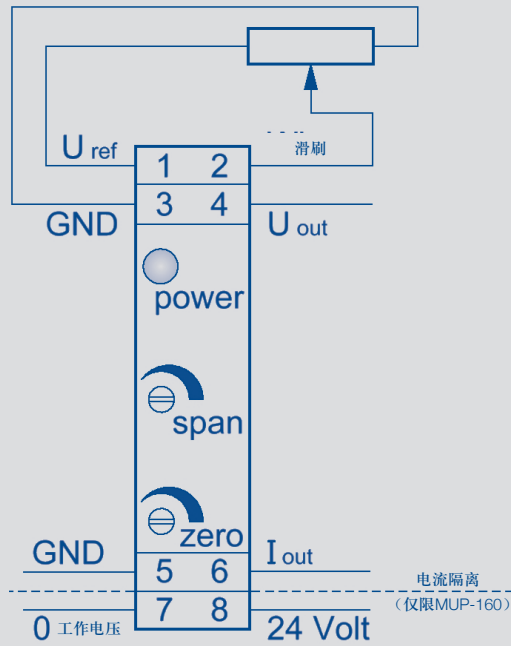 滑刷
U ref
1 2
3 4
GND
U out
power
span
zero
GND
I out
5 6
电流隔离
（仅限MUP-160）
7 8
0 工作电压
24 Volt